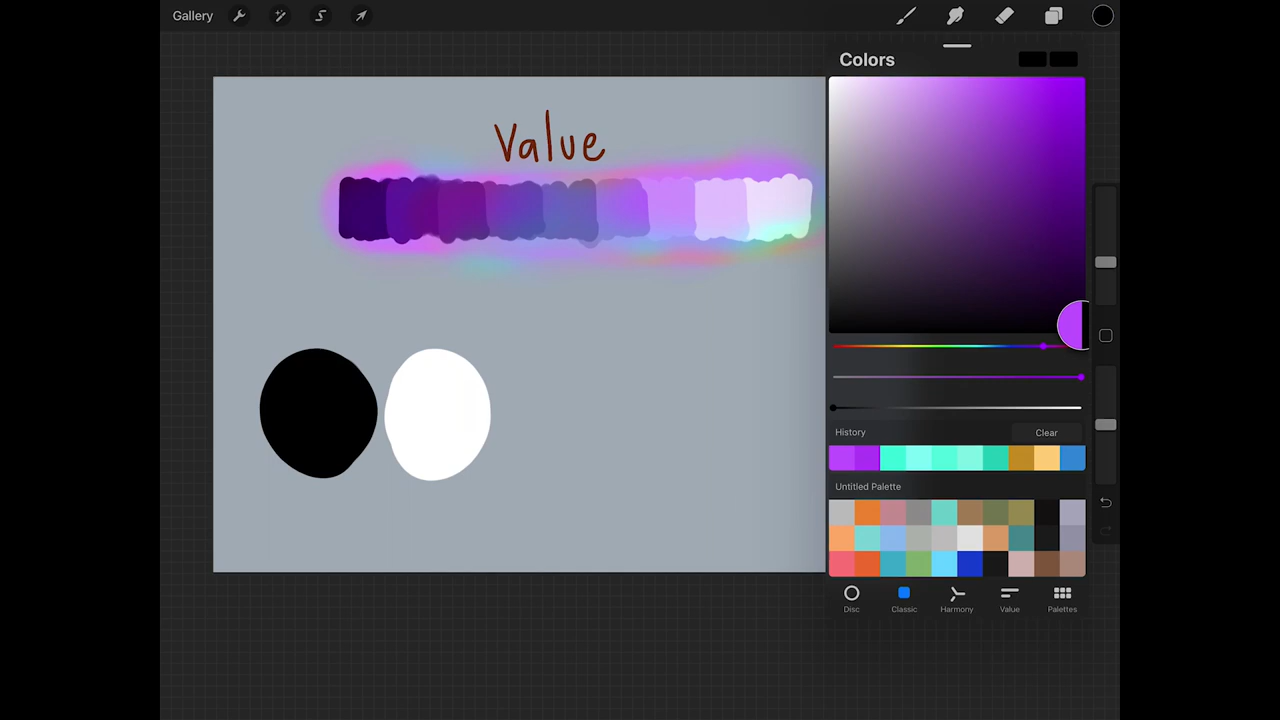 Gallery
Colors
Value
History
Clear
Untitled Palette
Disc
Classic
Harmony
Value
Palettes